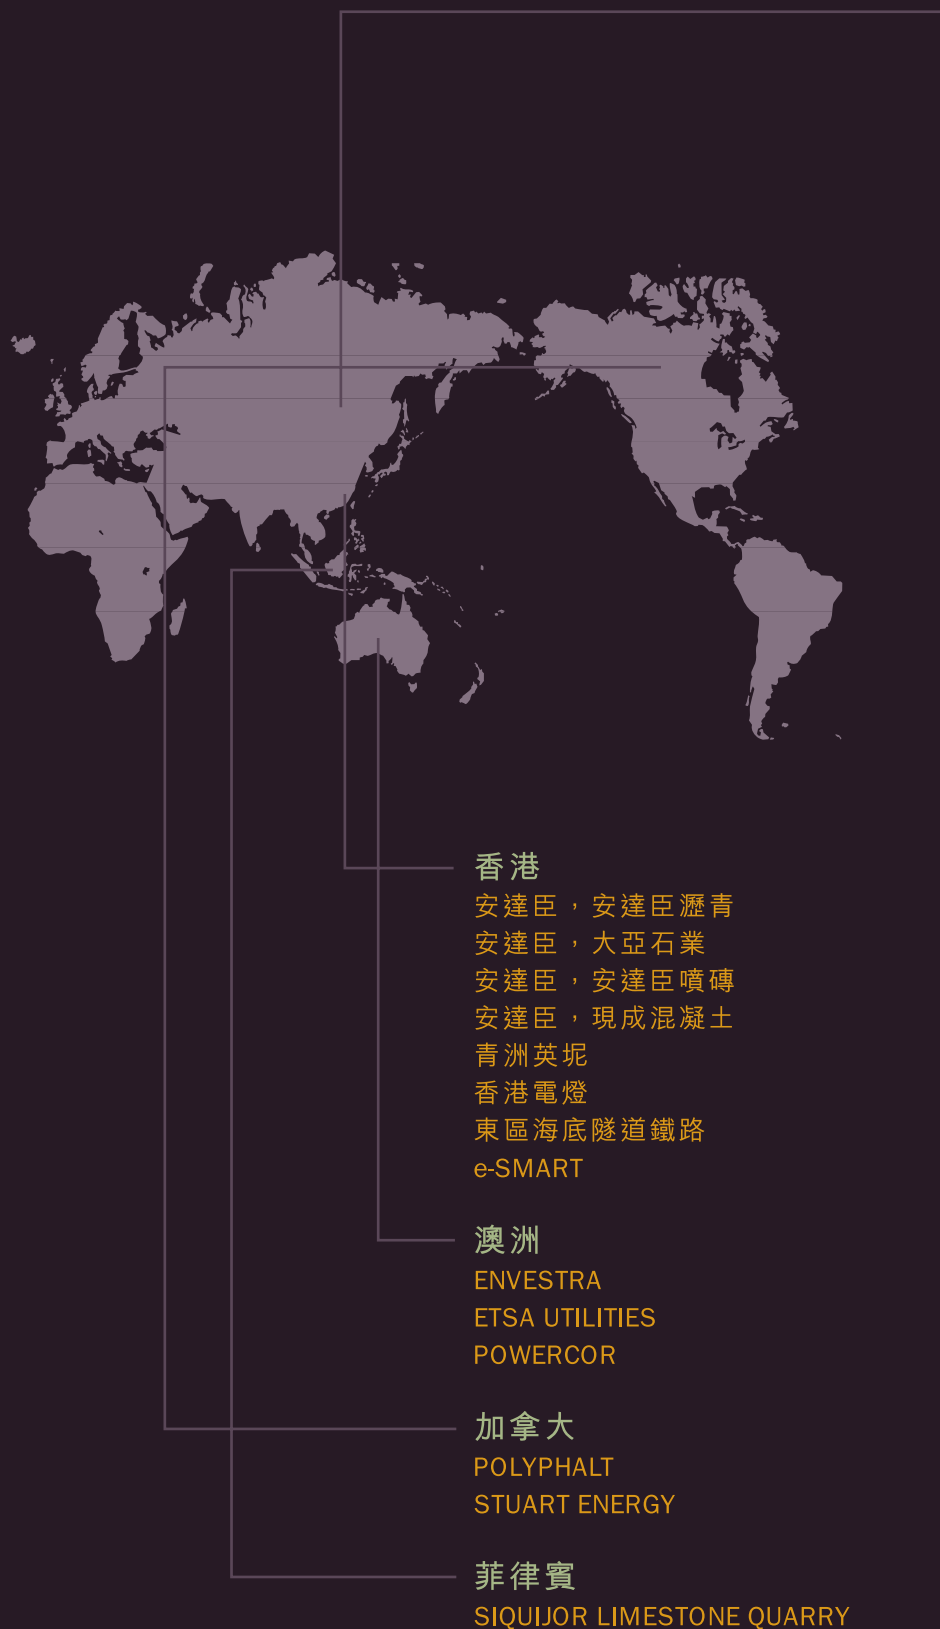 香港
安達臣，安達臣瀝青
安達臣，大亞石業
安達臣，安達臣噴磚
安達臣，現成混凝土
青洲英坭
香港電燈
東區海底隧道鐵路
e-SMART
澳洲
ENVESTRA
ETSA UTILITIES
POWERCOR
加拿大
POLYPHALT
STUART ENERGY
菲律賓
SIQUIJOR LIMESTONE QUARRY